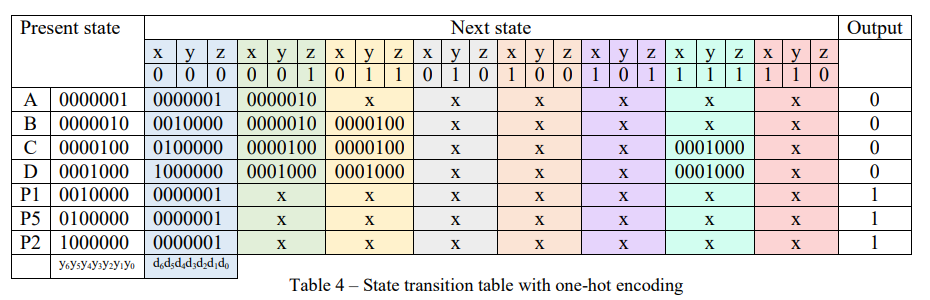 Present state Next state Output
x y z x y z x y z x y z x y z x y z x y z x y z
0 0 0 0 0 1 0 1 1 0 1 0 1 0 0 1 0 1 1 1 1 1 1 0
A 0000001 0000001 0000010 x x x x x x 0
B 0000010 0010000 0000010 0000100 x x x x x 0
C 0000100 0100000 0000100 0000100 x x x 0001000 x 0
D 0001000 1000000 0001000 0001000 x x x 0001000 x 0
P1 0010000 0000001 x x x x x x x 1
P5 0100000 0000001 x x x x x x x 1
P2 1000000 0000001 x x x x x x x 1
y₆y₅y₄y₃y₂y₁y₀ d₆d₅d₄d₃d₂d₁d₀
Table 4 – State transition table with one-hot encoding